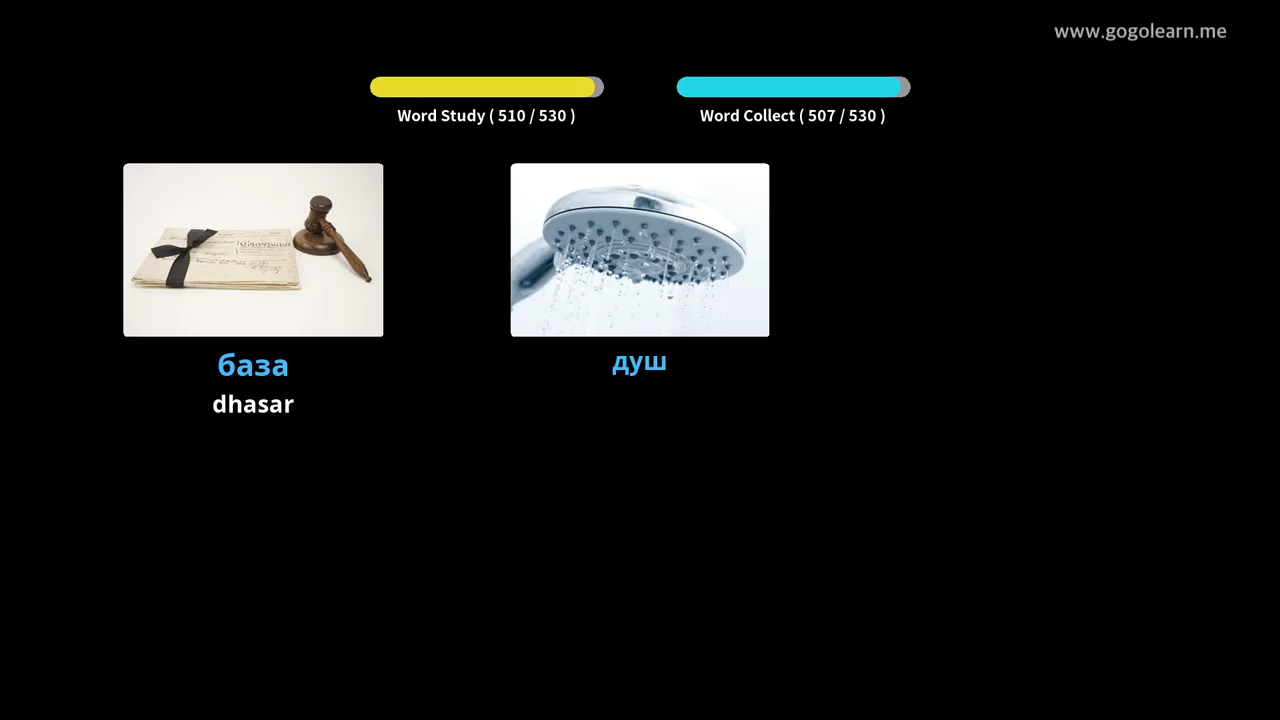 www.gogolearn.me
Word Study ( 510 / 530 )
Word Collect ( 507 / 530 )
база
dhasar
душ